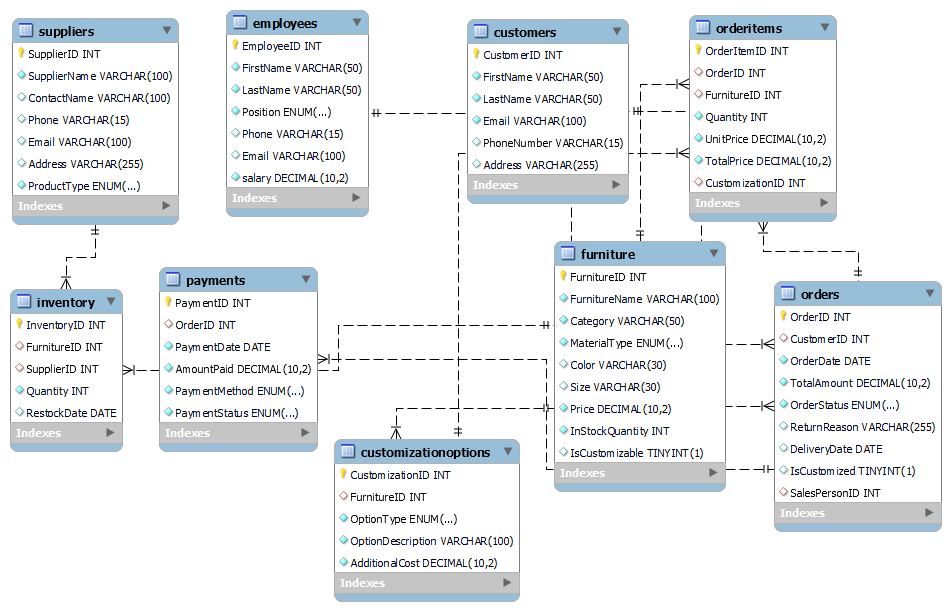 suppliers
SupplierID INT
SupplierName VARCHAR(100)
ContactName VARCHAR(100)
Phone VARCHAR(15)
Email VARCHAR(100)
Address VARCHAR(255)
ProductType ENUM(...)
Indexes
employees
EmployeeID INT
FirstName VARCHAR(50)
LastName VARCHAR(50)
Position ENUM(...)
Phone VARCHAR(15)
Email VARCHAR(100)
salary DECIMAL(10,2)
Indexes
customers
CustomerID INT
FirstName VARCHAR(50)
LastName VARCHAR(50)
Email VARCHAR(100)
PhoneNumber VARCHAR(15)
Address VARCHAR(255)
Indexes
orderitems
OrderItemID INT
OrderID INT
FurnitureID INT
Quantity INT
UnitPrice DECIMAL(10,2)
TotalPrice DECIMAL(10,2)
CustomizationID INT
Indexes
inventory
InventoryID INT
FurnitureID INT
SupplierID INT
Quantity INT
RestockDate DATE
Indexes
payments
PaymentID INT
OrderID INT
PaymentDate DATE
AmountPaid DECIMAL(10,2)
PaymentMethod ENUM(...)
PaymentStatus ENUM(...)
Indexes
furniture
FurnitureID INT
FurnitureName VARCHAR(100)
Category VARCHAR(50)
MaterialType ENUM(...)
Color VARCHAR(30)
Size VARCHAR(30)
Price DECIMAL(10,2)
InStockQuantity INT
IsCustomizable TINYINT(1)
Indexes
orders
OrderID INT
CustomerID INT
OrderDate DATE
TotalAmount DECIMAL(10,2)
OrderStatus ENUM(...)
ReturnReason VARCHAR(255)
DeliveryDate DATE
IsCustomized TINYINT(1)
SalesPersonID INT
Indexes
customizationoptions
CustomizationID INT
FurnitureID INT
OptionType ENUM(...)
OptionDescription VARCHAR(100)
AdditionalCost DECIMAL(10,2)
Indexes